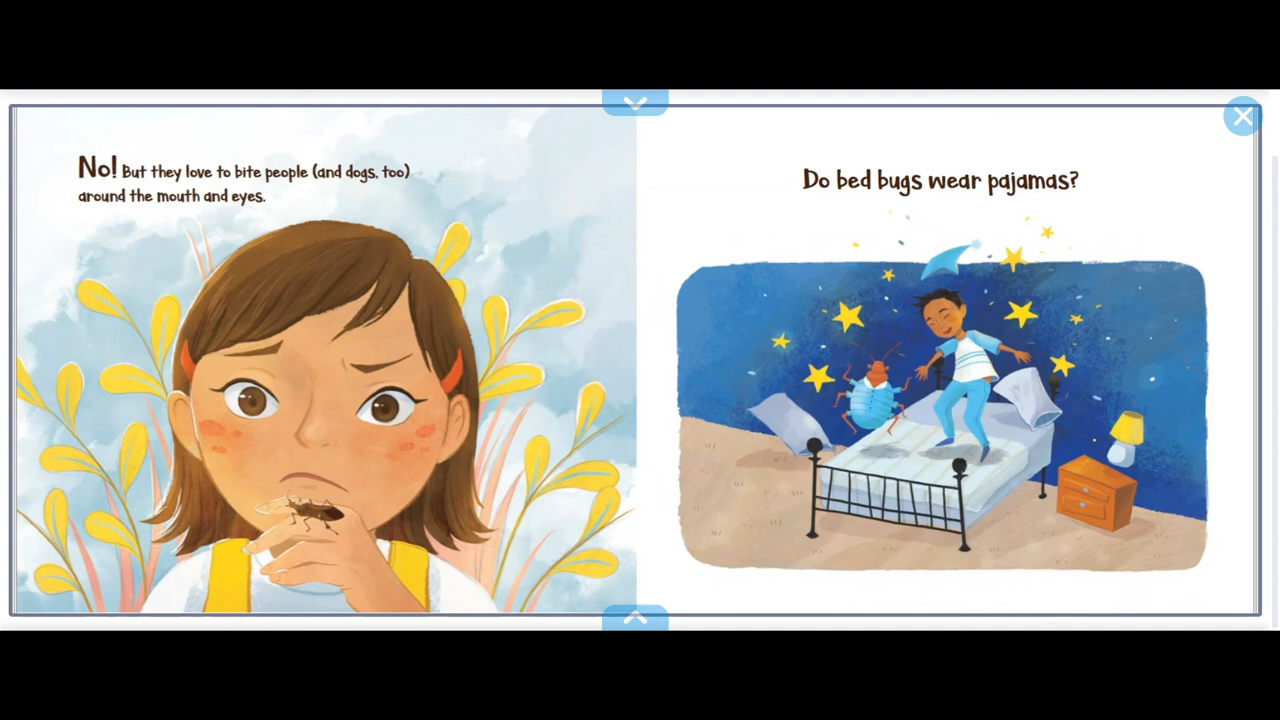 No! But they love to bite people (and dogs, too)
around the mouth and eyes.
Do bed bugs wear pajamas?